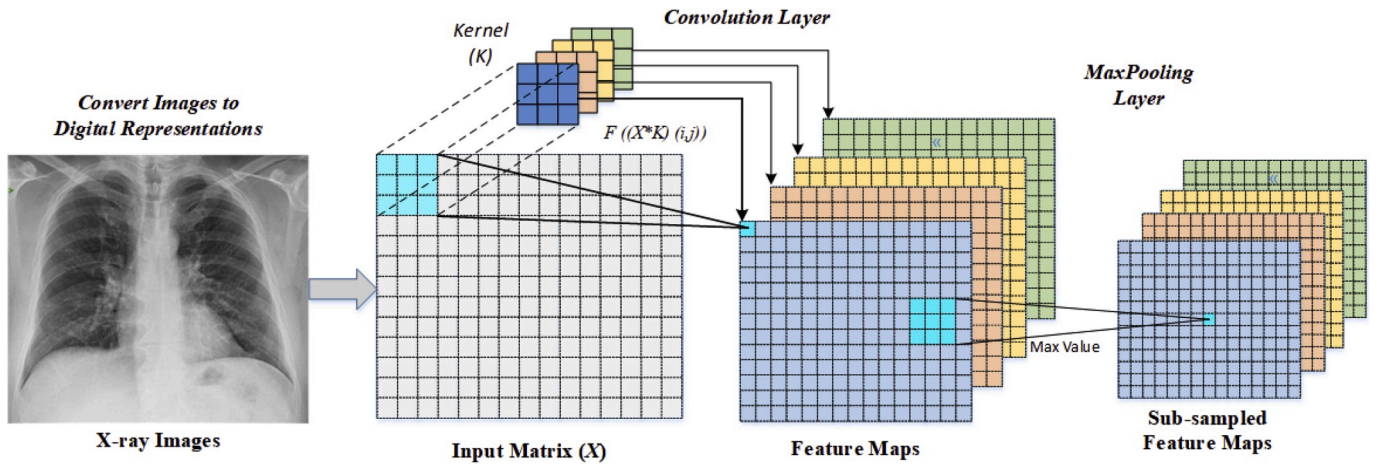 Convolution Layer
Kernel
(K)
MaxPooling
Layer
Convert Images to
Digital Representations
F ((X*K) (i,j))
«
«
Max Value
X-ray Images
Input Matrix (X)
Feature Maps
Sub-sampled
Feature Maps